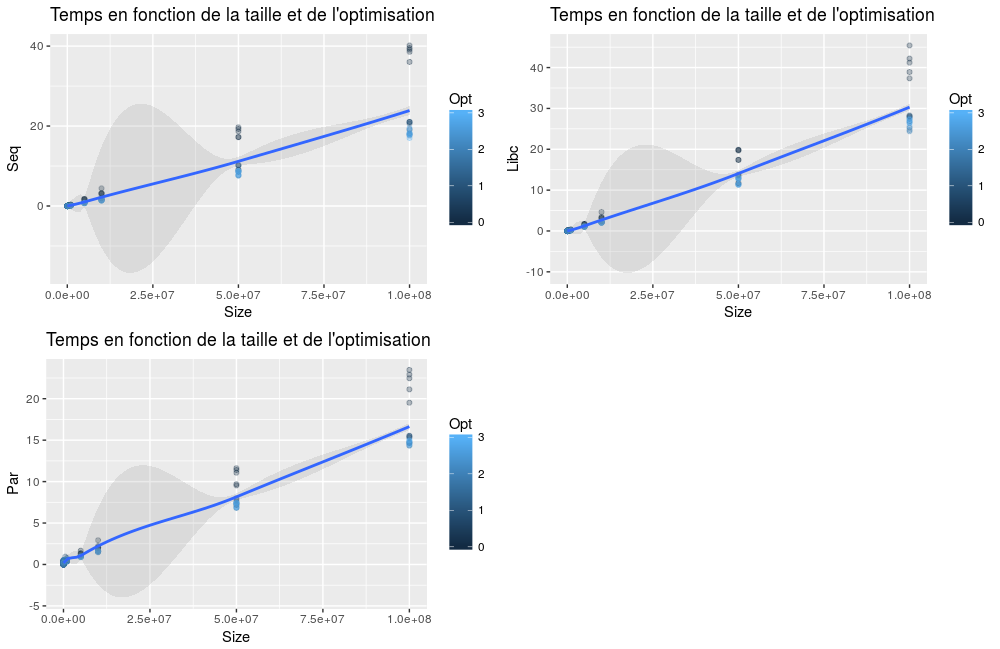 Temps en fonction de la taille et de l'optimisation
40
20
0
Seq
0.0e+00 2.5e+07 5.0e+07 7.5e+07 1.0e+08
Size
Opt
3
2
1
0
Temps en fonction de la taille et de l'optimisation
40
30
20
10
0
-10
Libc
0.0e+00 2.5e+07 5.0e+07 7.5e+07 1.0e+08
Size
Opt
3
2
1
0
Temps en fonction de la taille et de l'optimisation
20
15
10
5
0
-5
Par
0.0e+00 2.5e+07 5.0e+07 7.5e+07 1.0e+08
Size
Opt
3
2
1
0